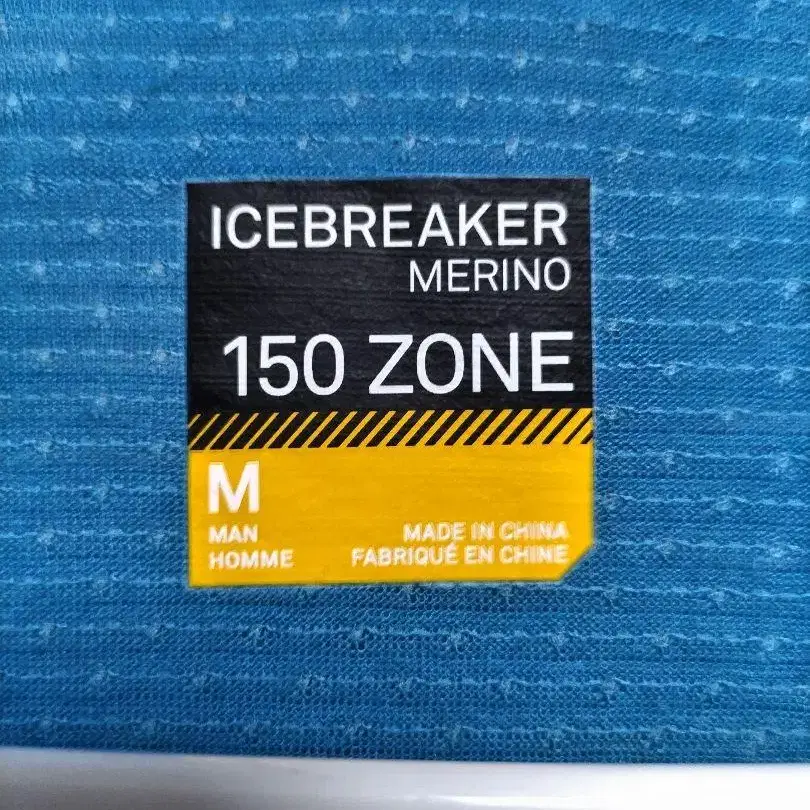 ICEBREAKER
MERINO
150 ZONE
M
MAN
HOMME
MADE IN CHINA
FABRIQUÉ EN CHINE